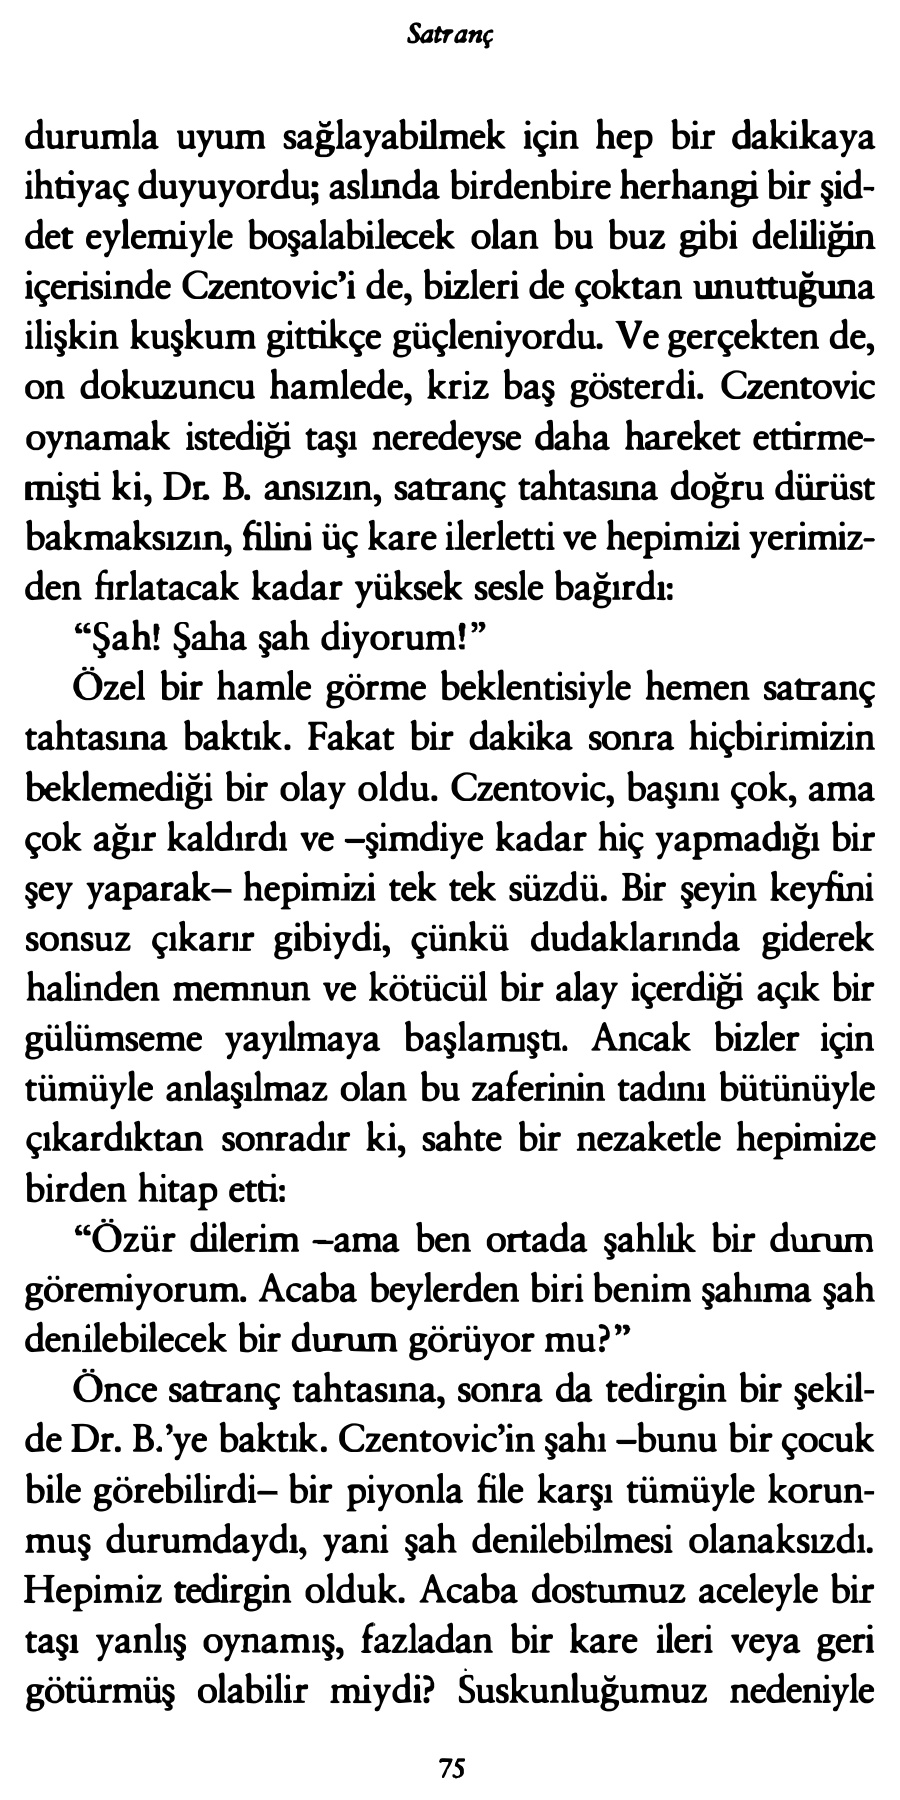 Satranç
durumla uyum sağlayabilmek için hep bir dakikaya
ihtiyaç duyuyordu; aslında birdenbire herhangi bir şid-
det eylemiyle boşalabilecek olan bu buz gibi deliliğin
içerisinde Czentovic’i de, bizleri de çoktan unuttuğuna
ilişkin kuşkum gittikçe güçleniyordu. Ve gerçekten de,
on dokuzuncu hamlede, kriz baş gösterdi. Czentovic
oynamak istediği taşı neredeyse daha hareket ettirme-
mişti ki, Dr. B. ansızın, satranç tahtasına doğru dürüst
bakmaksızın, filini üç kare ilerletti ve hepimizi yerimiz-
den fırlatacak kadar yüksek sesle bağırdı:
“Şah! Şaha şah diyorum!”
Özel bir hamle görme beklentisiyle hemen satranç
tahtasına baktık. Fakat bir dakika sonra hiçbirimizin
beklemediği bir olay oldu. Czentovic, başını çok, ama
çok ağır kaldırdı ve –şimdiye kadar hiç yapmadığı bir
şey yaparak– hepimizi tek tek süzdü. Bir şeyin keyfini
sonsuz çıkarır gibiydi, çünkü dudaklarında giderek
halinden memnun ve kötücül bir alay içerdiği açık bir
gülümseme yayılmaya başlamıştı. Ancak bizler için
tümüyle anlaşılmaz olan bu zaferinin tadını bütünüyle
çıkardıktan sonradır ki, sahte bir nezaketle hepimize
birden hitap etti:
“Özür dilerim –ama ben ortada şahlık bir durum
göremiyorum. Acaba beylerden biri benim şahıma şah
denilebilecek bir durum görüyor mu?”
Önce satranç tahtasına, sonra da tedirgin bir şekil-
de Dr. B.’ye baktık. Czentovic’in şahı –bunu bir çocuk
bile görebilirdi– bir piyonla file karşı tümüyle korun-
muş durumdaydı, yani şah denilebilmesi olanaksızdı.
Hepimiz tedirgin olduk. Acaba dostumuz aceleyle bir
taşı yanlış oynamış, fazladan bir kare ileri veya geri
götürmüş olabilir miydi? Suskunluğumuz nedeniyle
75